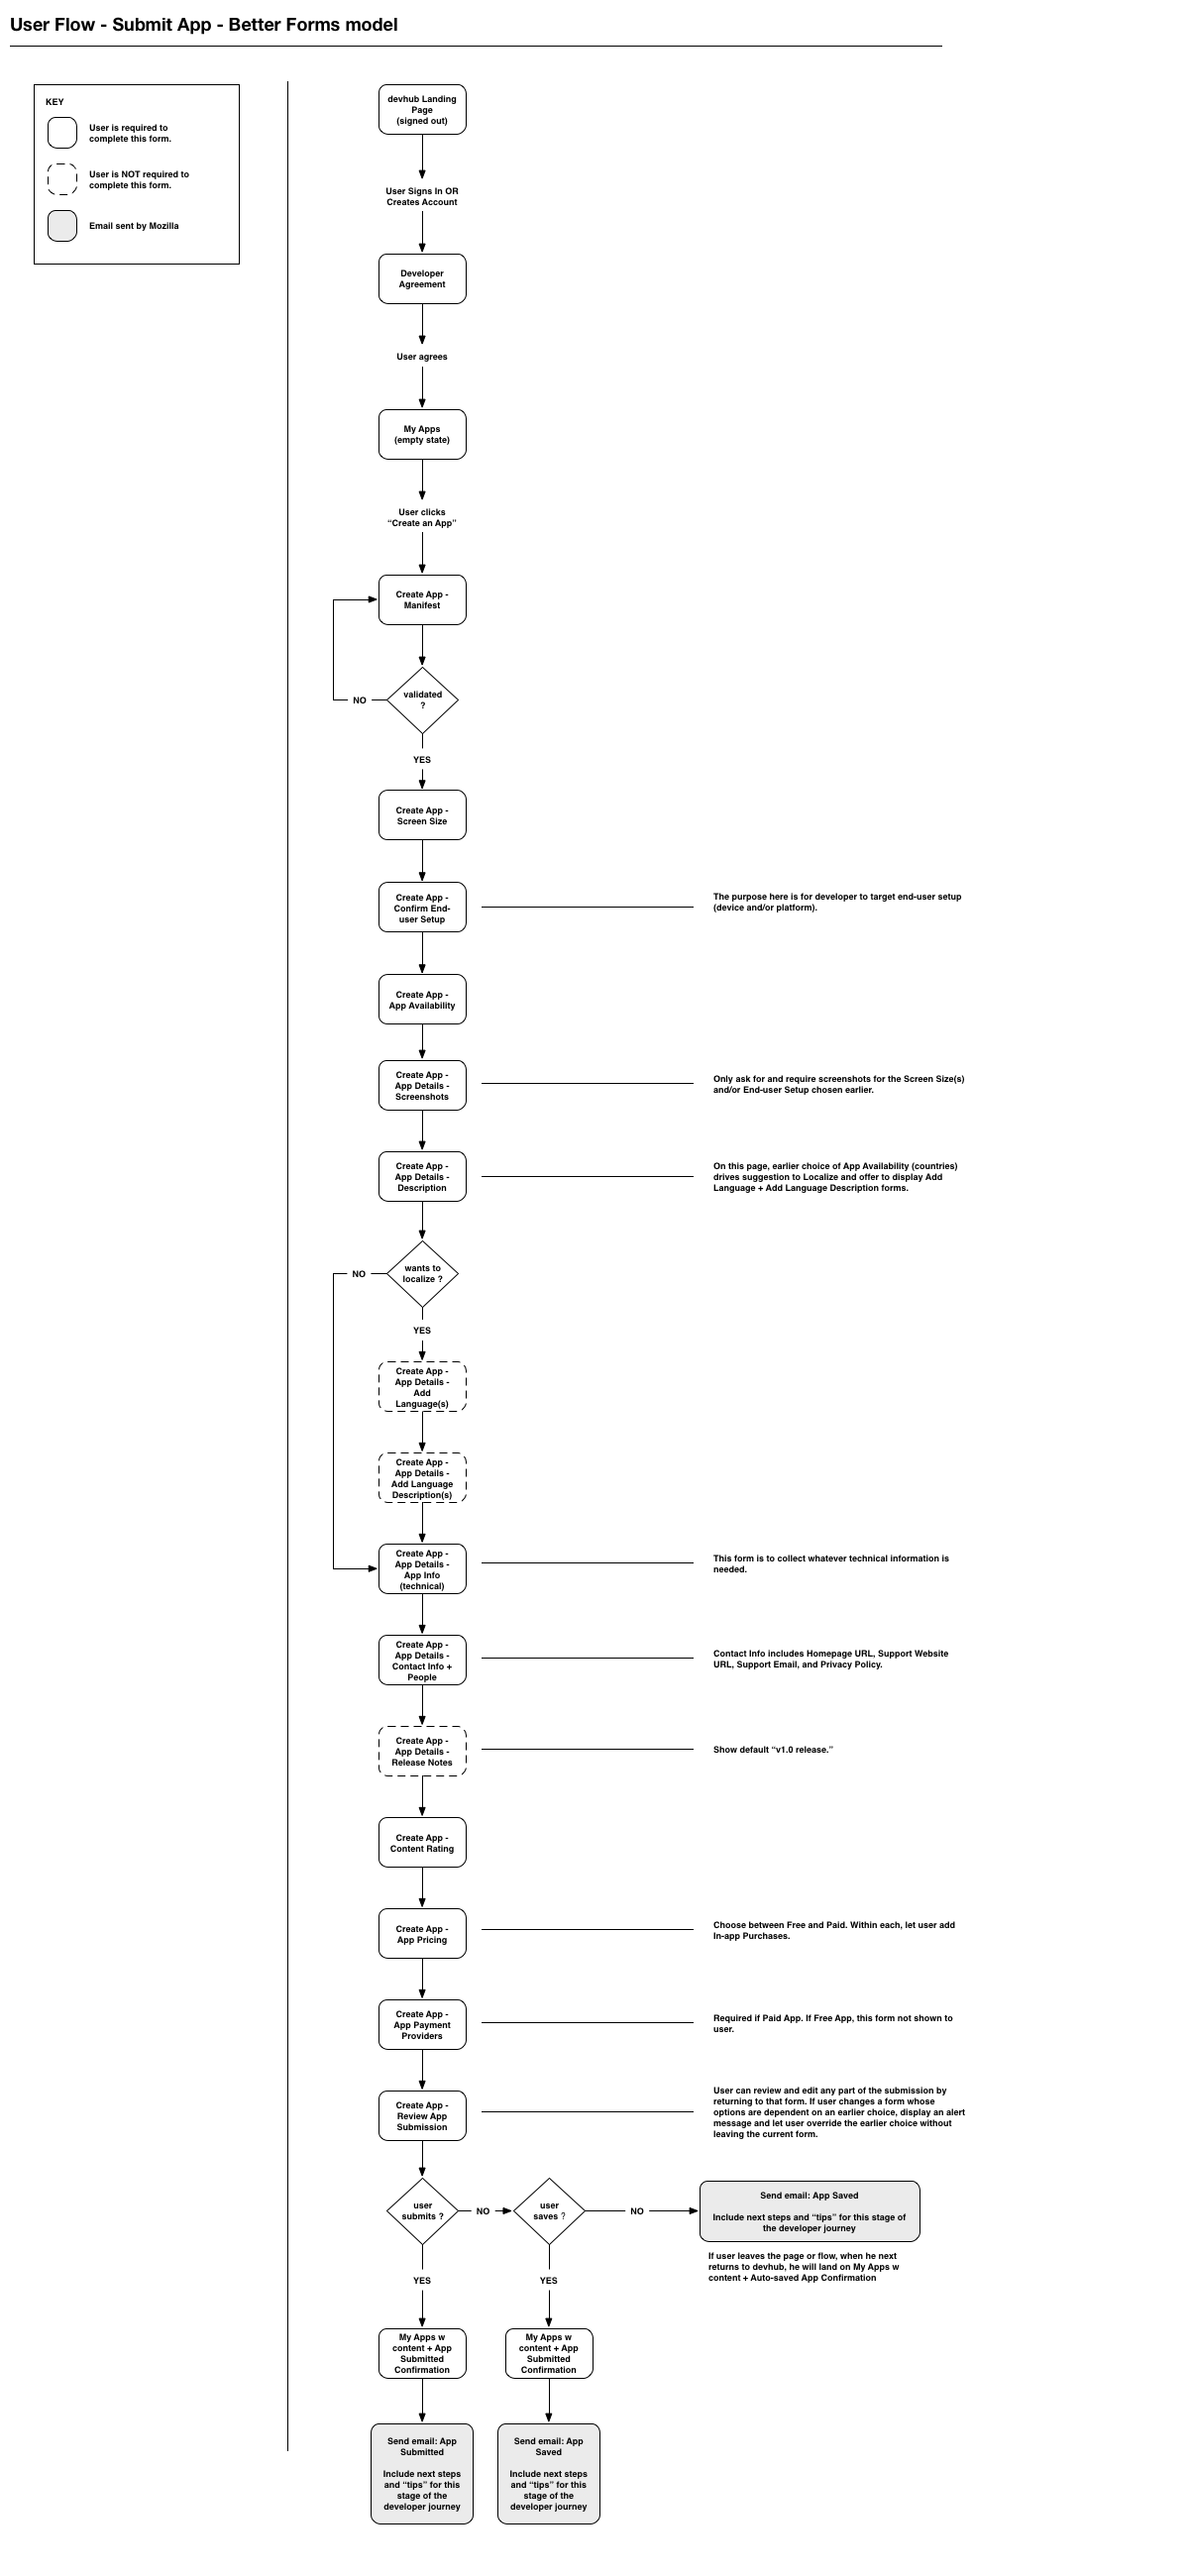 User Flow - Submit App - Better Forms model
KEY
User is required to
complete this form.
User is NOT required to
complete this form.
Email sent by Mozilla
devhub Landing
Page
(signed out)
User Signs In OR
Creates Account
Developer
Agreement
User agrees
My Apps
(empty state)
User clicks
“Create an App”
Create App -
Manifest
validated
?
NO
YES
Create App -
Screen Size
Create App -
Confirm End-
user Setup
The purpose here is for developer to target end-user setup
(device and/or platform).
Create App -
App Availability
Create App -
App Details -
Screenshots
Only ask for and require screenshots for the Screen Size(s)
and/or End-user Setup chosen earlier.
Create App -
App Details -
Description
On this page, earlier choice of App Availability (countries)
drives suggestion to Localize and offer to display Add
Language + Add Language Description forms.
wants to
localize ?
NO
YES
Create App -
App Details -
Add
Language(s)
Create App -
App Details -
Add Language
Description(s)
Create App -
App Details -
App Info
(technical)
This form is to collect whatever technical information is
needed.
Create App -
App Details -
Contact Info +
People
Contact Info includes Homepage URL, Support Website
URL, Support Email, and Privacy Policy.
Create App -
App Details -
Release Notes
Show default “v1.0 release.”
Create App -
Content Rating
Create App -
App Pricing
Choose between Free and Paid. Within each, let user add
In-app Purchases.
Create App -
App Payment
Providers
Required if Paid App. If Free App, this form not shown to
user.
Create App -
Review App
Submission
User can review and edit any part of the submission by
returning to that form. If user changes a form whose
options are dependent on an earlier choice, display an alert
message and let user override the earlier choice without
leaving the current form.
user
submits ?
NO
user
saves ?
NO
Send email: App Saved
Include next steps and “tips” for this stage of
the developer journey
If user leaves the page or flow, when he next
returns to devhub, he will land on My Apps w
content + Auto-saved App Confirmation
YES
YES
My Apps w
content + App
Submitted
Confirmation
My Apps w
content + App
Submitted
Confirmation
Send email: App
Submitted
Include next steps
and “tips” for this
stage of the
developer journey
Send email: App
Saved
Include next steps
and “tips” for this
stage of the
developer journey